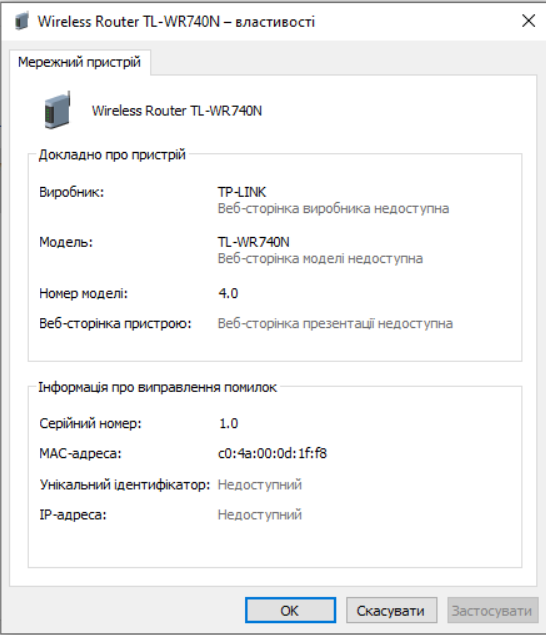 Wireless Router TL-WR740N – властивості
Мережний пристрій
Wireless Router TL-WR740N
Докладно про пристрій
Виробник: TP-LINK
Веб-сторінка виробника недоступна
Модель: TL-WR740N
Веб-сторінка моделі недоступна
Номер моделі: 4.0
Веб-сторінка пристрою: Веб-сторінка презентації недоступна
Інформація про виправлення помилок
Серійний номер: 1.0
MAC-адреса: c0:4a:00:0d:1f:f8
Унікальний ідентифікатор: Недоступний
IP-адреса: Недоступний
OK Скасувати Застосувати